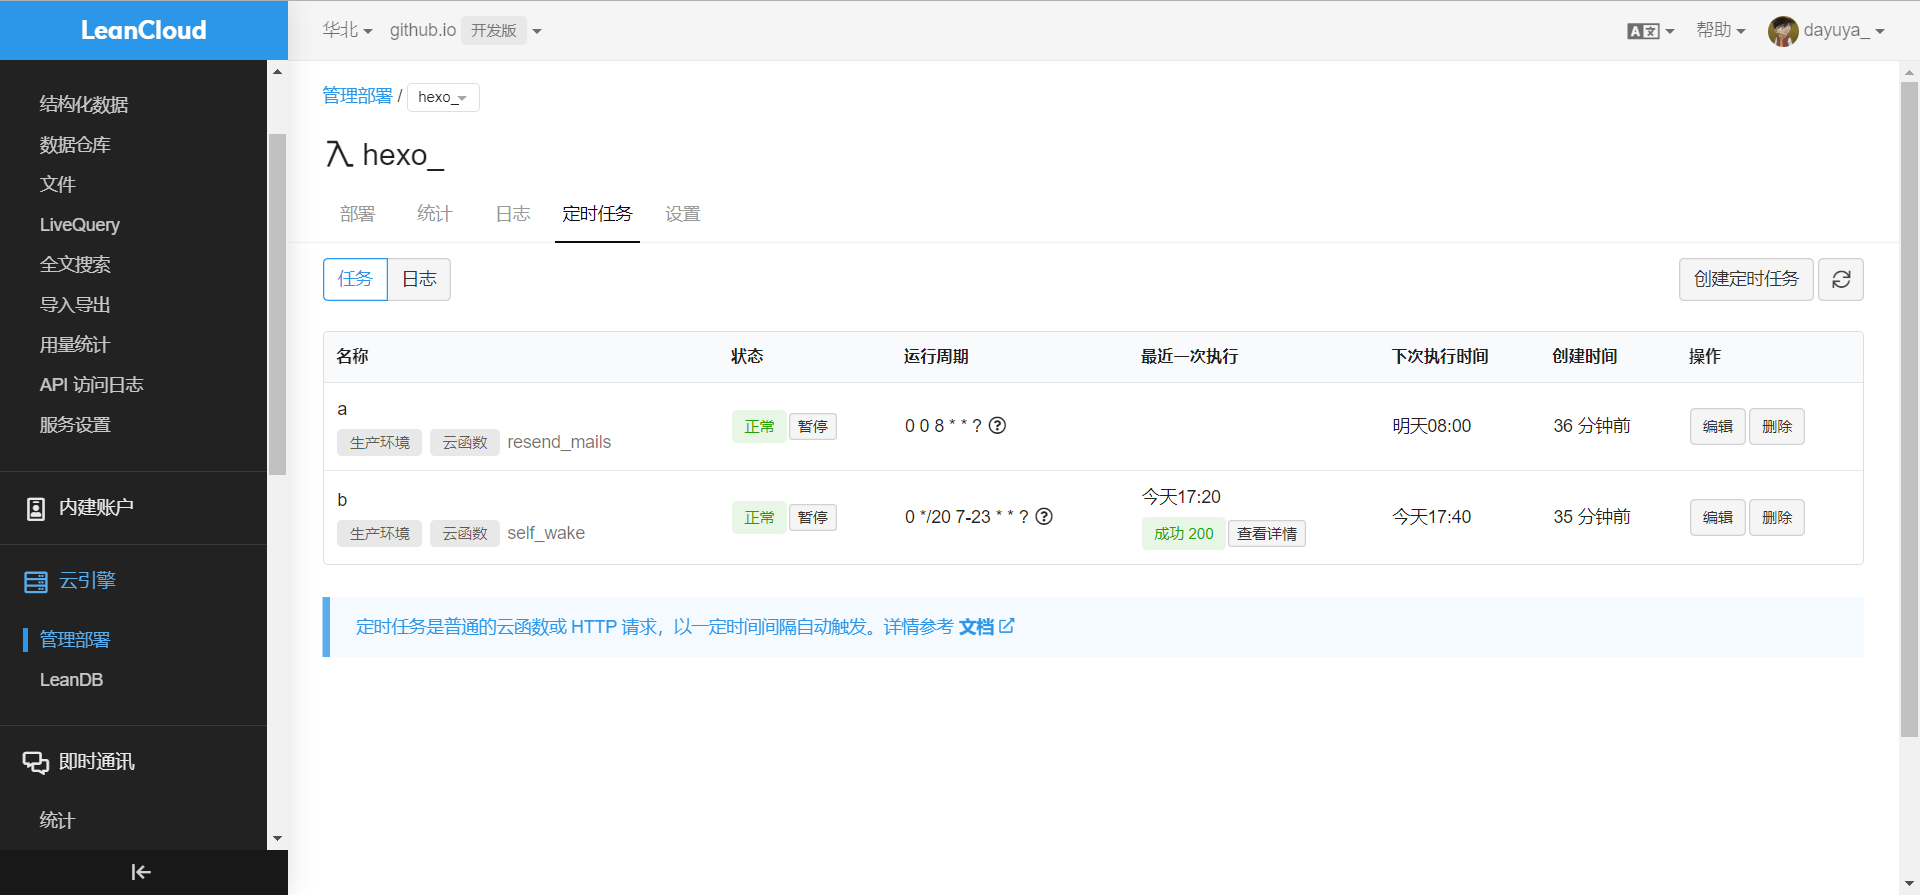 LeanCloud
华北
github.io 开发版
A文
帮助
dayuya_
结构化数据
数据仓库
文件
LiveQuery
全文搜索
导入导出
用量统计
API 访问日志
服务设置
内建账户
云引擎
管理部署
LeanDB
即时通讯
统计
管理部署 / hexo_
hexo_
部署 统计 日志 定时任务 设置
任务 日志
创建定时任务
名称 状态 运行周期 最近一次执行 下次执行时间 创建时间 操作
a
生产环境 云函数 resend_mails
正常 暂停
0 0 8 * * ?
明天08:00
36 分钟前
编辑 删除
b
生产环境 云函数 self_wake
正常 暂停
0 */20 7-23 * * ?
今天17:20
成功 200 查看详情
今天17:40
35 分钟前
编辑 删除
定时任务是普通的云函数或 HTTP 请求，以一定时间间隔自动触发。详情参考 文档